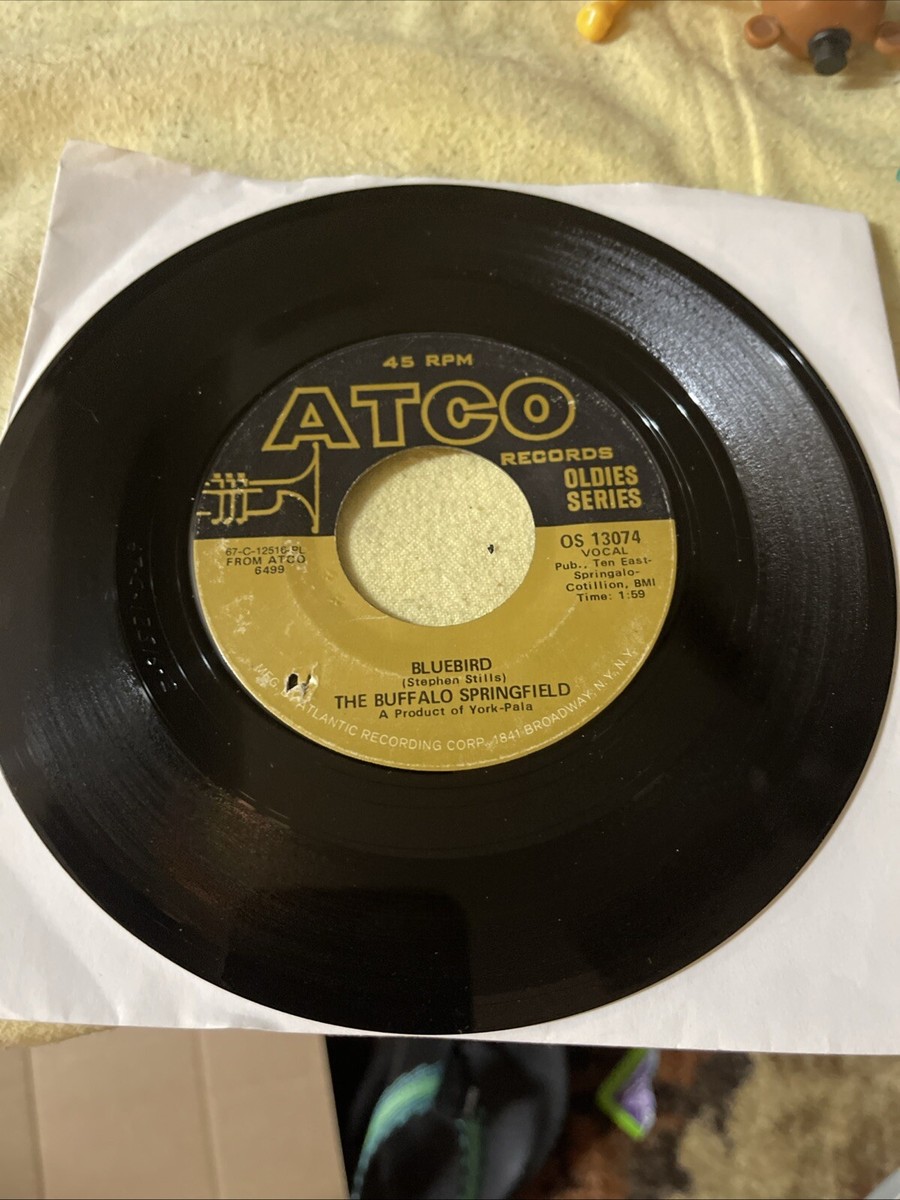 45 RPM
ATCO
RECORDS
OLDIES
SERIES
67-C-12516-PL
FROM ATCO
6499
OS 13074
VOCAL
Pub., Ten East-
Springalo-
Cotillion, BMI
Time: 1:59
BLUEBIRD
(Stephen Stills)
THE BUFFALO SPRINGFIELD
A Product of York-Pala
MFG. ATLANTIC RECORDING CORP., 1841 BROADWAY, N.Y., N.Y.